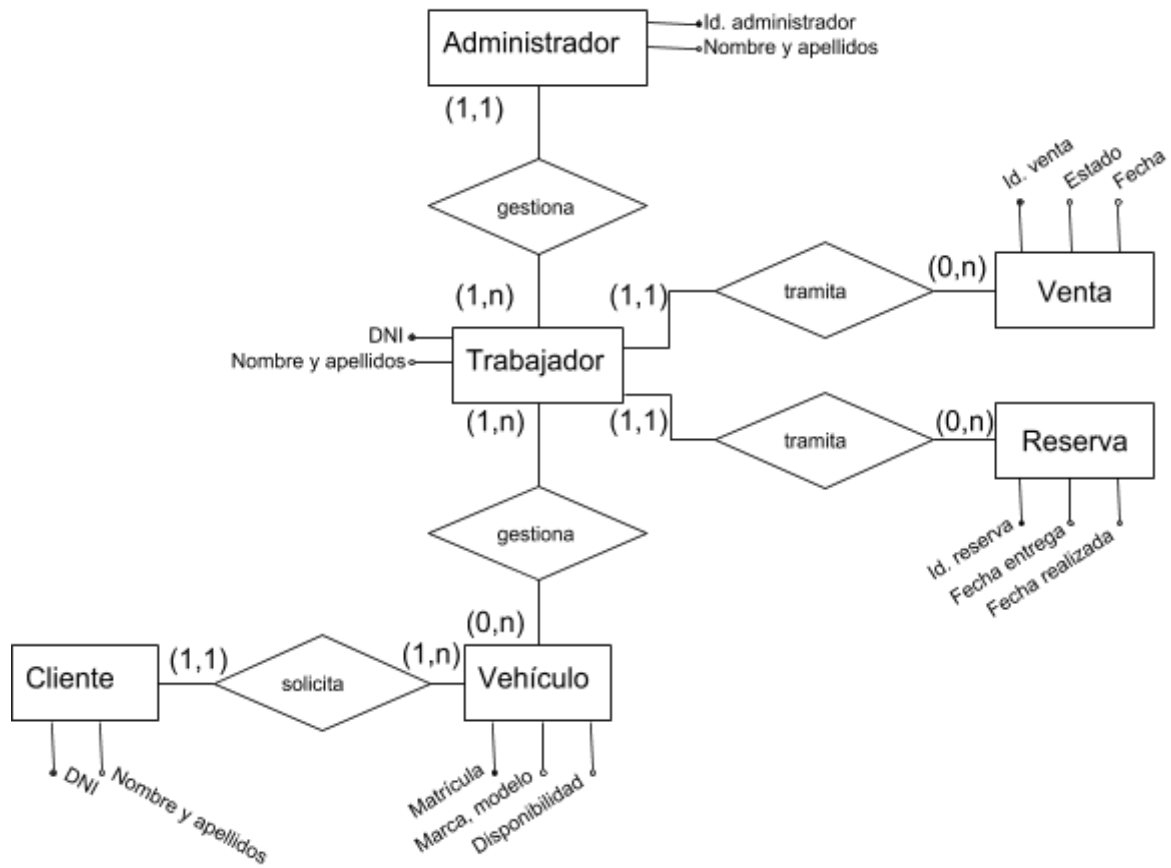 Administrador
Id. administrador
Nombre y apellidos
(1,1)
gestiona
(1,n)
Id. venta
Estado
Fecha
(1,1)
tramita
(0,n)
Venta
DNI
Nombre y apellidos
Trabajador
(1,n)
(1,1)
tramita
(0,n)
Reserva
Id. reserva
Fecha entrega
Fecha realizada
gestiona
(0,n)
Cliente
(1,1)
solicita
(1,n)
Vehículo
DNI
Nombre y apellidos
Matrícula
Marca, modelo
Disponibilidad